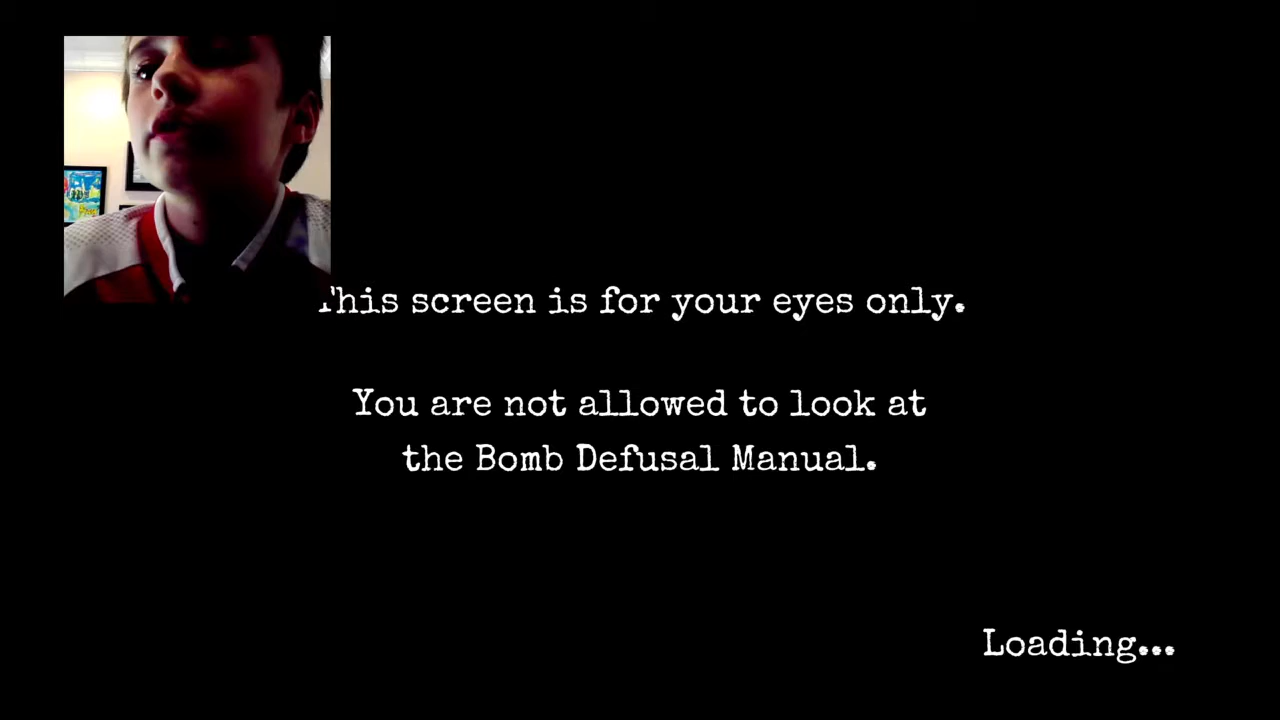 This screen is for your eyes only.
You are not allowed to look at
the Bomb Defusal Manual.
Loading...